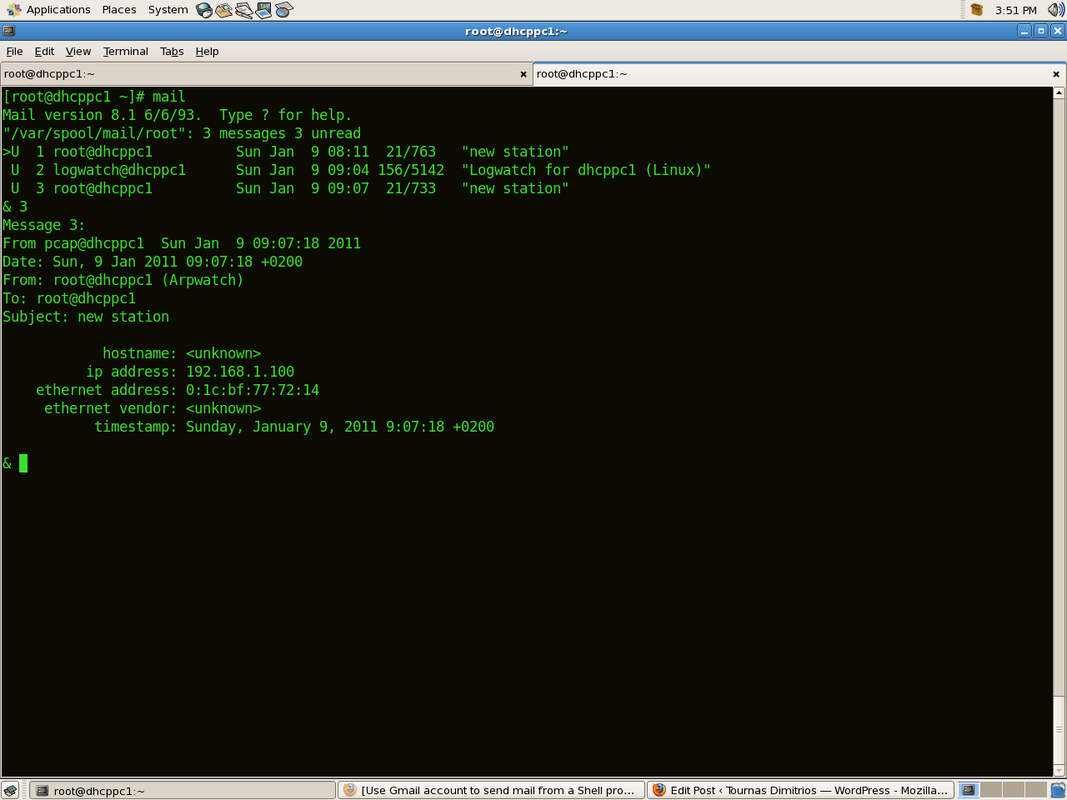 Applications Places System 3:51 PM
root@dhcppc1:~
File Edit View Terminal Tabs Help
root@dhcppc1:~ root@dhcppc1:~
[root@dhcppc1 ~]# mail
Mail version 8.1 6/6/93.  Type ? for help.
"/var/spool/mail/root": 3 messages 3 unread
>U  1 root@dhcppc1          Sun Jan  9 08:11  21/763   "new station"
 U  2 logwatch@dhcppc1      Sun Jan  9 09:04 156/5142  "Logwatch for dhcppc1 (Linux)"
 U  3 root@dhcppc1          Sun Jan  9 09:07  21/733   "new station"
& 3
Message 3:
From pcap@dhcppc1  Sun Jan  9 09:07:18 2011
Date: Sun, 9 Jan 2011 09:07:18 +0200
From: root@dhcppc1 (Arpwatch)
To: root@dhcppc1
Subject: new station
            hostname: <unknown>
          ip address: 192.168.1.100
    ethernet address: 0:1c:bf:77:72:14
     ethernet vendor: <unknown>
           timestamp: Sunday, January 9, 2011 9:07:18 +0200
&
root@dhcppc1:~ [Use Gmail account to send mail from a Shell pro... Edit Post ‹ Tournas Dimitrios — WordPress - Mozilla...